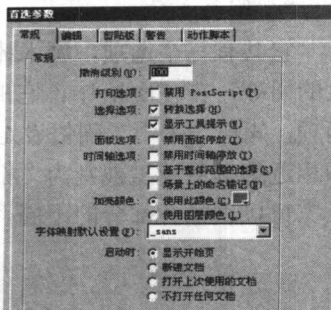 首选参数
常规 编辑 剪贴板 警告 动作脚本
常规
撤消级别(U): 100
打印选项: 禁用 PostScript(P)
选择选项: 转换选择(H)
显示工具提示(W)
面板选项: 禁用面板停放(D)
时间轴选项: 禁用时间轴停放(T)
基于整体范围的选择(S)
场景上的命名锚记(N)
加亮颜色: 使用此颜色(C)
使用图层颜色(L)
字体映射默认设置(F): _sans
启动时: 显示开始页
新建文档
打开上次使用的文档
不打开任何文档